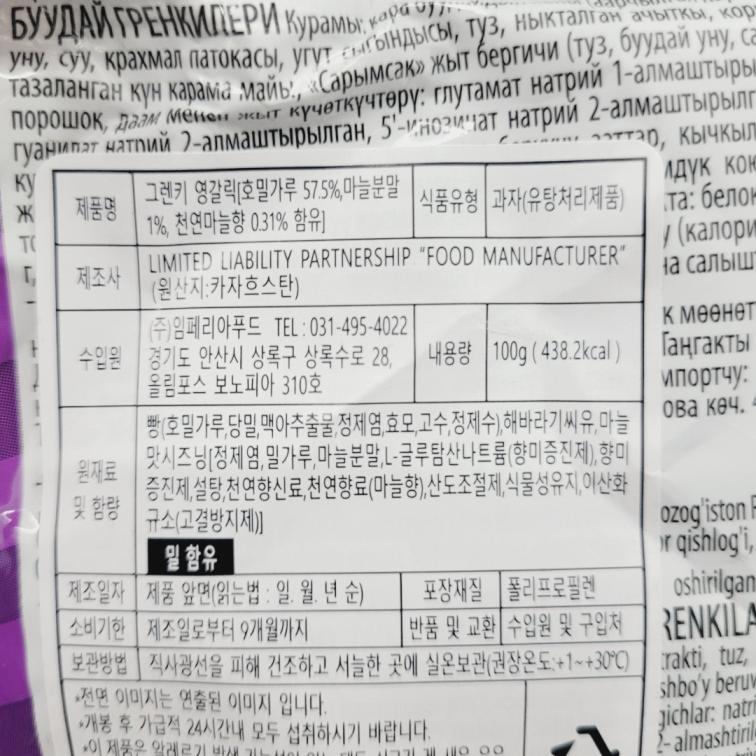 БУУДАЙ ГРЕНКИЛЕРИ Курамы: кара
уну, суу, крахмал патокасы, угут сыгындысы, туз, ныкталган ачыткы,
тазаланган күн карама майы, «Сарымсак» жыт бергичи (туз, буудай уну,
порошок, даам менен жыт күчөткүчтөрү: глутамат натрий 1-алмаштыры
гуанилат натрий 2-алмаштырылган, 5'-инозинат натрий 2-алмаштырылг
제품명
그렌키 영갈릭[호밀가루 57.5%,마늘분말
1%, 천연마늘향 0.31% 함유]
식품유형
과자(유탕처리제품)
제조사
LIMITED LIABILITY PARTNERSHIP "FOOD MANUFACTURER"
(원산지:카자흐스탄)
수입원
(주)임페리아푸드 TEL : 031-495-4022
경기도 안산시 상록구 상록수로 28,
올림포스 보노피아 310호
내용량
100g ( 438.2kcal )
원재료
및 함량
빵(호밀가루,당밀,맥아추출물,정제염,효모,고수,정제수),해바라기씨유,마늘
맛시즈닝[정제염,밀가루,마늘분말,L-글루탐산나트륨(향미증진제),향미
증진제,설탕,천연향신료,천연향료(마늘향),산도조절제,식물성유지,이산화
규소(고결방지제)]
밀 함유
제조일자
제품 앞면(읽는법 : 일. 월. 년 순)
포장재질
폴리프로필렌
소비기한
제조일로부터 9개월까지
반품 및 교환
수입원 및 구입처
보관방법
직사광선을 피해 건조하고 서늘한 곳에 실온보관(권장온도:+1~+30℃)
*전면 이미지는 연출된 이미지 입니다.
*개봉 후 가급적 24시간내 모두 섭취하시기 바랍니다.
*이 제품은 알레르기
та: белок
(калори
на салыш
к мөөнөт
Таңгакты
мпортчу:
ова көч.
ozog'iston
qishlog'i,
oshirilgan
RENKILA
trakti, tuz,
shbo'y beruv
gichlar: natri
2-almashtiril